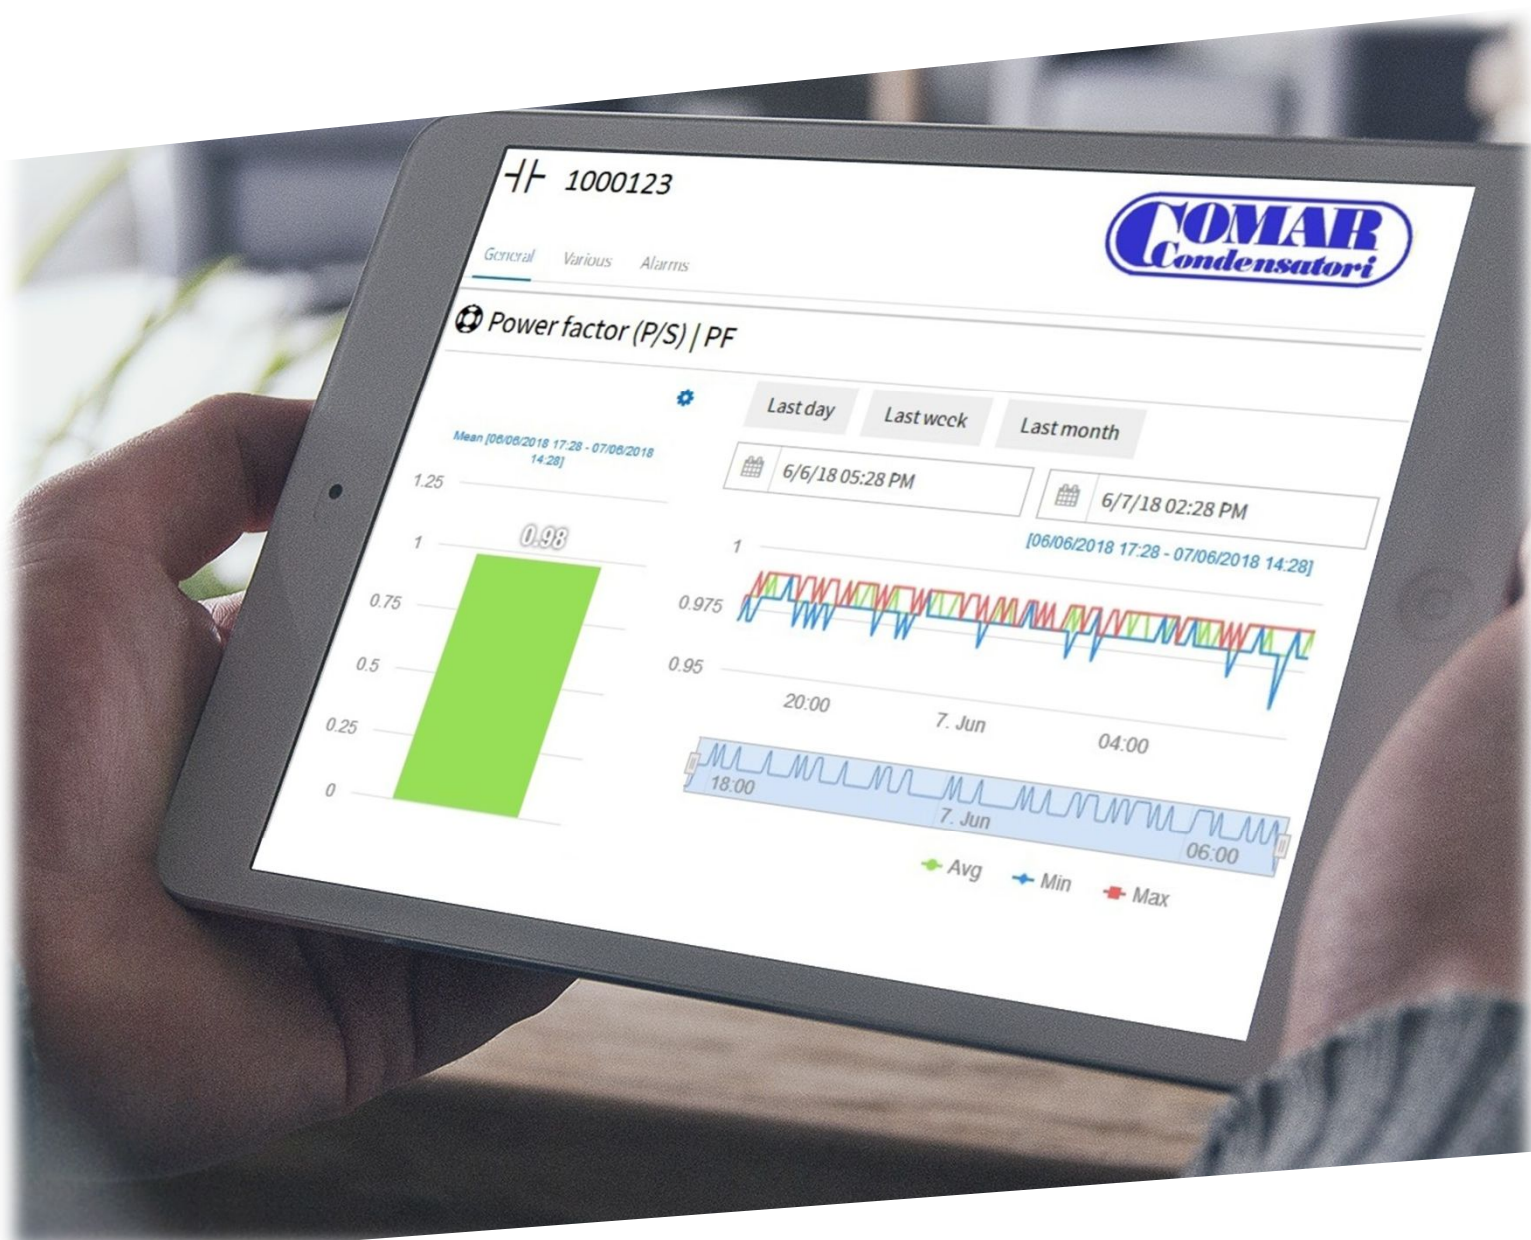 1000123
COMAR
Condensatori
General Various Alarms
Power factor (P/S) | PF
Last day Last week Last month
Mean [06/06/2018 17:28 - 07/06/2018
14:28]
6/6/18 05:28 PM
6/7/18 02:28 PM
[06/06/2018 17:28 - 07/06/2018 14:28]
1.25
1
0.75
0.5
0.25
0
0.98
1
0.975
0.95
20:00 7. Jun 04:00
18:00 7. Jun 06:00
Avg Min Max